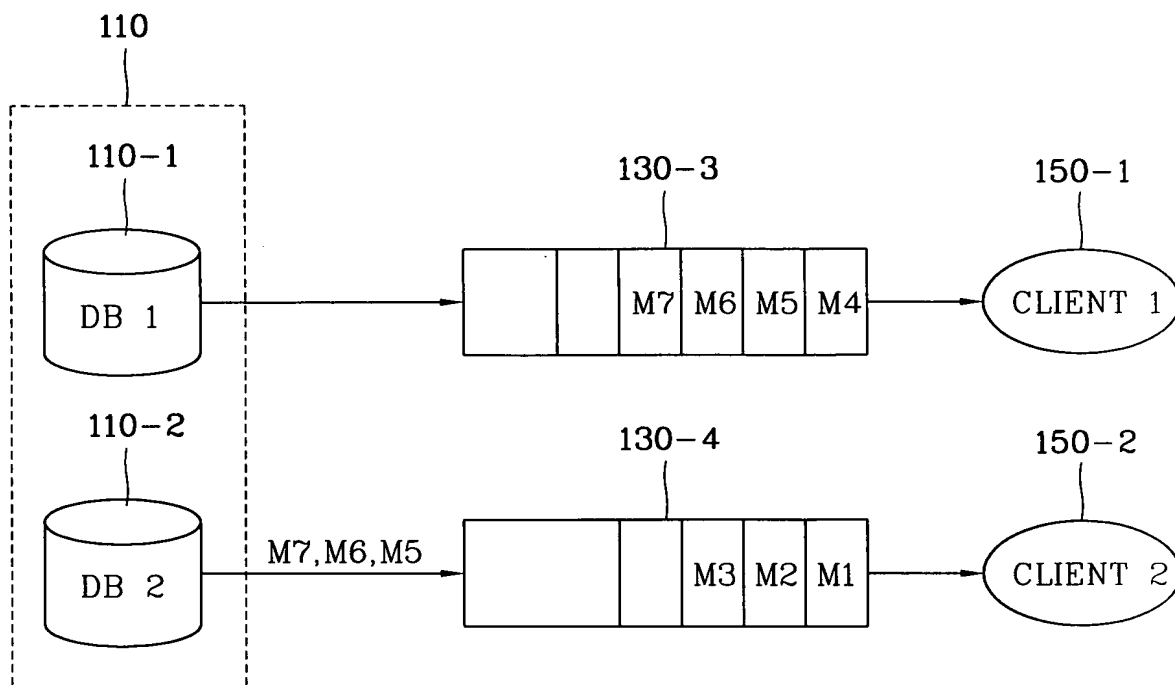 110
110-1
130-3
150-1
DB 1
M7 M6 M5 M4
CLIENT 1
110-2
130-4
150-2
DB 2
M7,M6,M5
M3 M2 M1
CLIENT 2